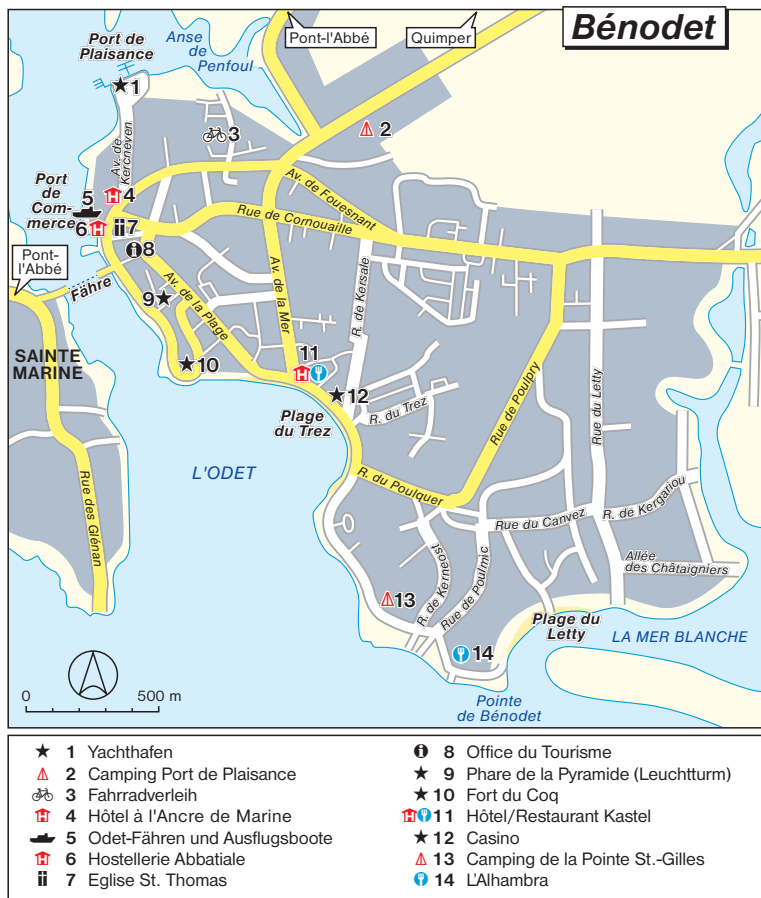 Bénodet
Pont-l'Abbé
Quimper
Port de
Plaisance
Anse
de
Penfoul
1
2
3
Av. de
Kercneven
Port
de
Com-
merce
5
4
6
7
8
Av. de Fouesnant
Rue de Cornouaille
Pont-
l'Abbé
Fähre
9
Av. de la Plage
Av. de la Mer
R. de Kersale
SAINTE
MARINE
10
11
12
Plage
du Trez
R. du Trez
Rue de Poulpry
Rue du Letty
L'ODET
Rue des Glénan
R. du Poulquer
Rue du Canvez
R. de Kergariou
Allée
des Châtaigniers
13
R. de Kerneost
Rue de Poulmic
Plage du
Letty
LA MER BLANCHE
14
Pointe
de Bénodet
0 500 m
1 Yachthafen
2 Camping Port de Plaisance
3 Fahrradverleih
4 Hôtel à l'Ancre de Marine
5 Odet-Fähren und Ausflugsboote
6 Hostellerie Abbatiale
7 Eglise St. Thomas
8 Office du Tourisme
9 Phare de la Pyramide (Leuchtturm)
10 Fort du Coq
11 Hôtel/Restaurant Kastel
12 Casino
13 Camping de la Pointe St.-Gilles
14 L'Alhambra